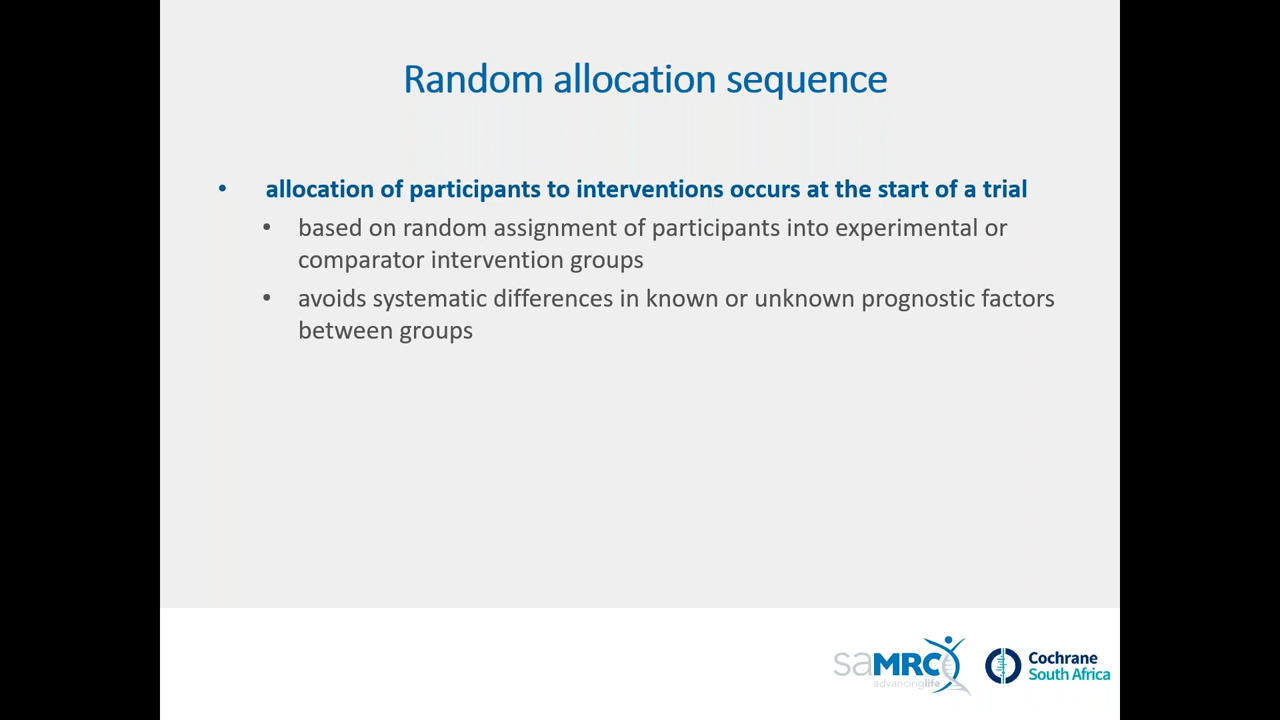 Random allocation sequence
• allocation of participants to interventions occurs at the start of a trial
• based on random assignment of participants into experimental or
comparator intervention groups
• avoids systematic differences in known or unknown prognostic factors
between groups
saMRC
advancinglife
Cochrane
South Africa